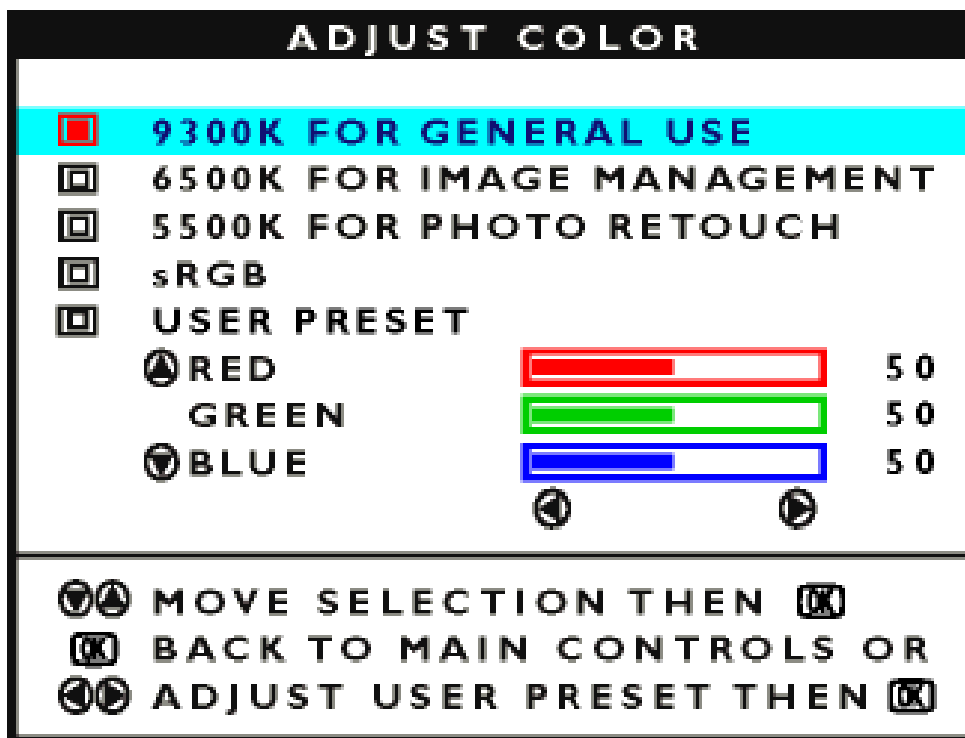 ADJUST COLOR
9300K FOR GENERAL USE
6500K FOR IMAGE MANAGEMENT
5500K FOR PHOTO RETOUCH
sRGB
USER PRESET
RED 50
GREEN 50
BLUE 50
MOVE SELECTION THEN OK
OK BACK TO MAIN CONTROLS OR
ADJUST USER PRESET THEN OK